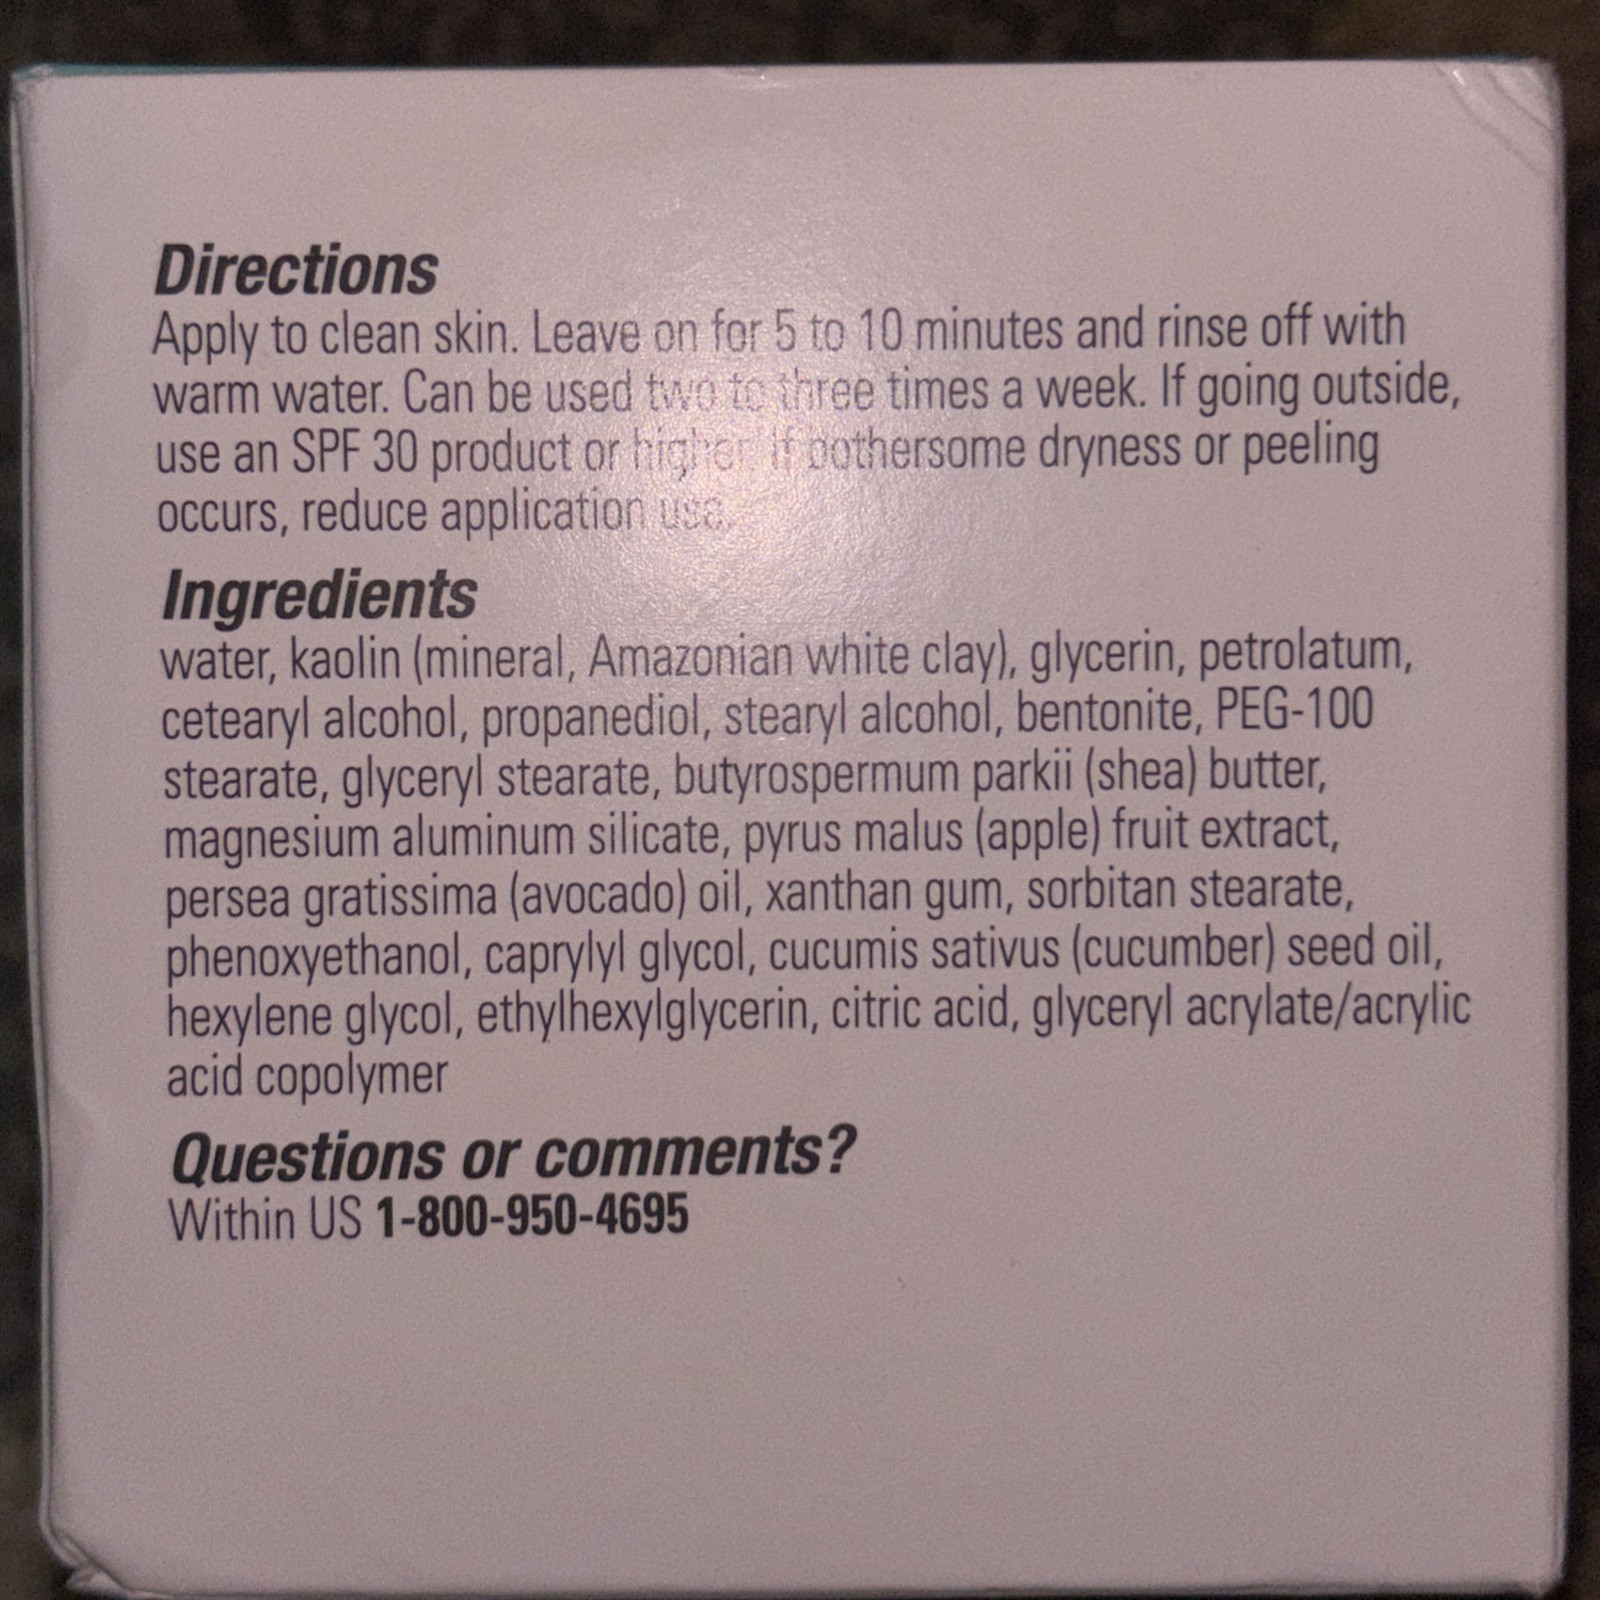 Directions
Apply to clean skin. Leave on for 5 to 10 minutes and rinse off with
warm water. Can be used two to three times a week. If going outside,
use an SPF 30 product or higher. If bothersome dryness or peeling
occurs, reduce application use.
Ingredients
water, kaolin (mineral, Amazonian white clay), glycerin, petrolatum,
cetearyl alcohol, propanediol, stearyl alcohol, bentonite, PEG-100
stearate, glyceryl stearate, butyrospermum parkii (shea) butter,
magnesium aluminum silicate, pyrus malus (apple) fruit extract,
persea gratissima (avocado) oil, xanthan gum, sorbitan stearate,
phenoxyethanol, caprylyl glycol, cucumis sativus (cucumber) seed oil,
hexylene glycol, ethylhexylglycerin, citric acid, glyceryl acrylate/acrylic
acid copolymer
Questions or comments?
Within US 1-800-950-4695